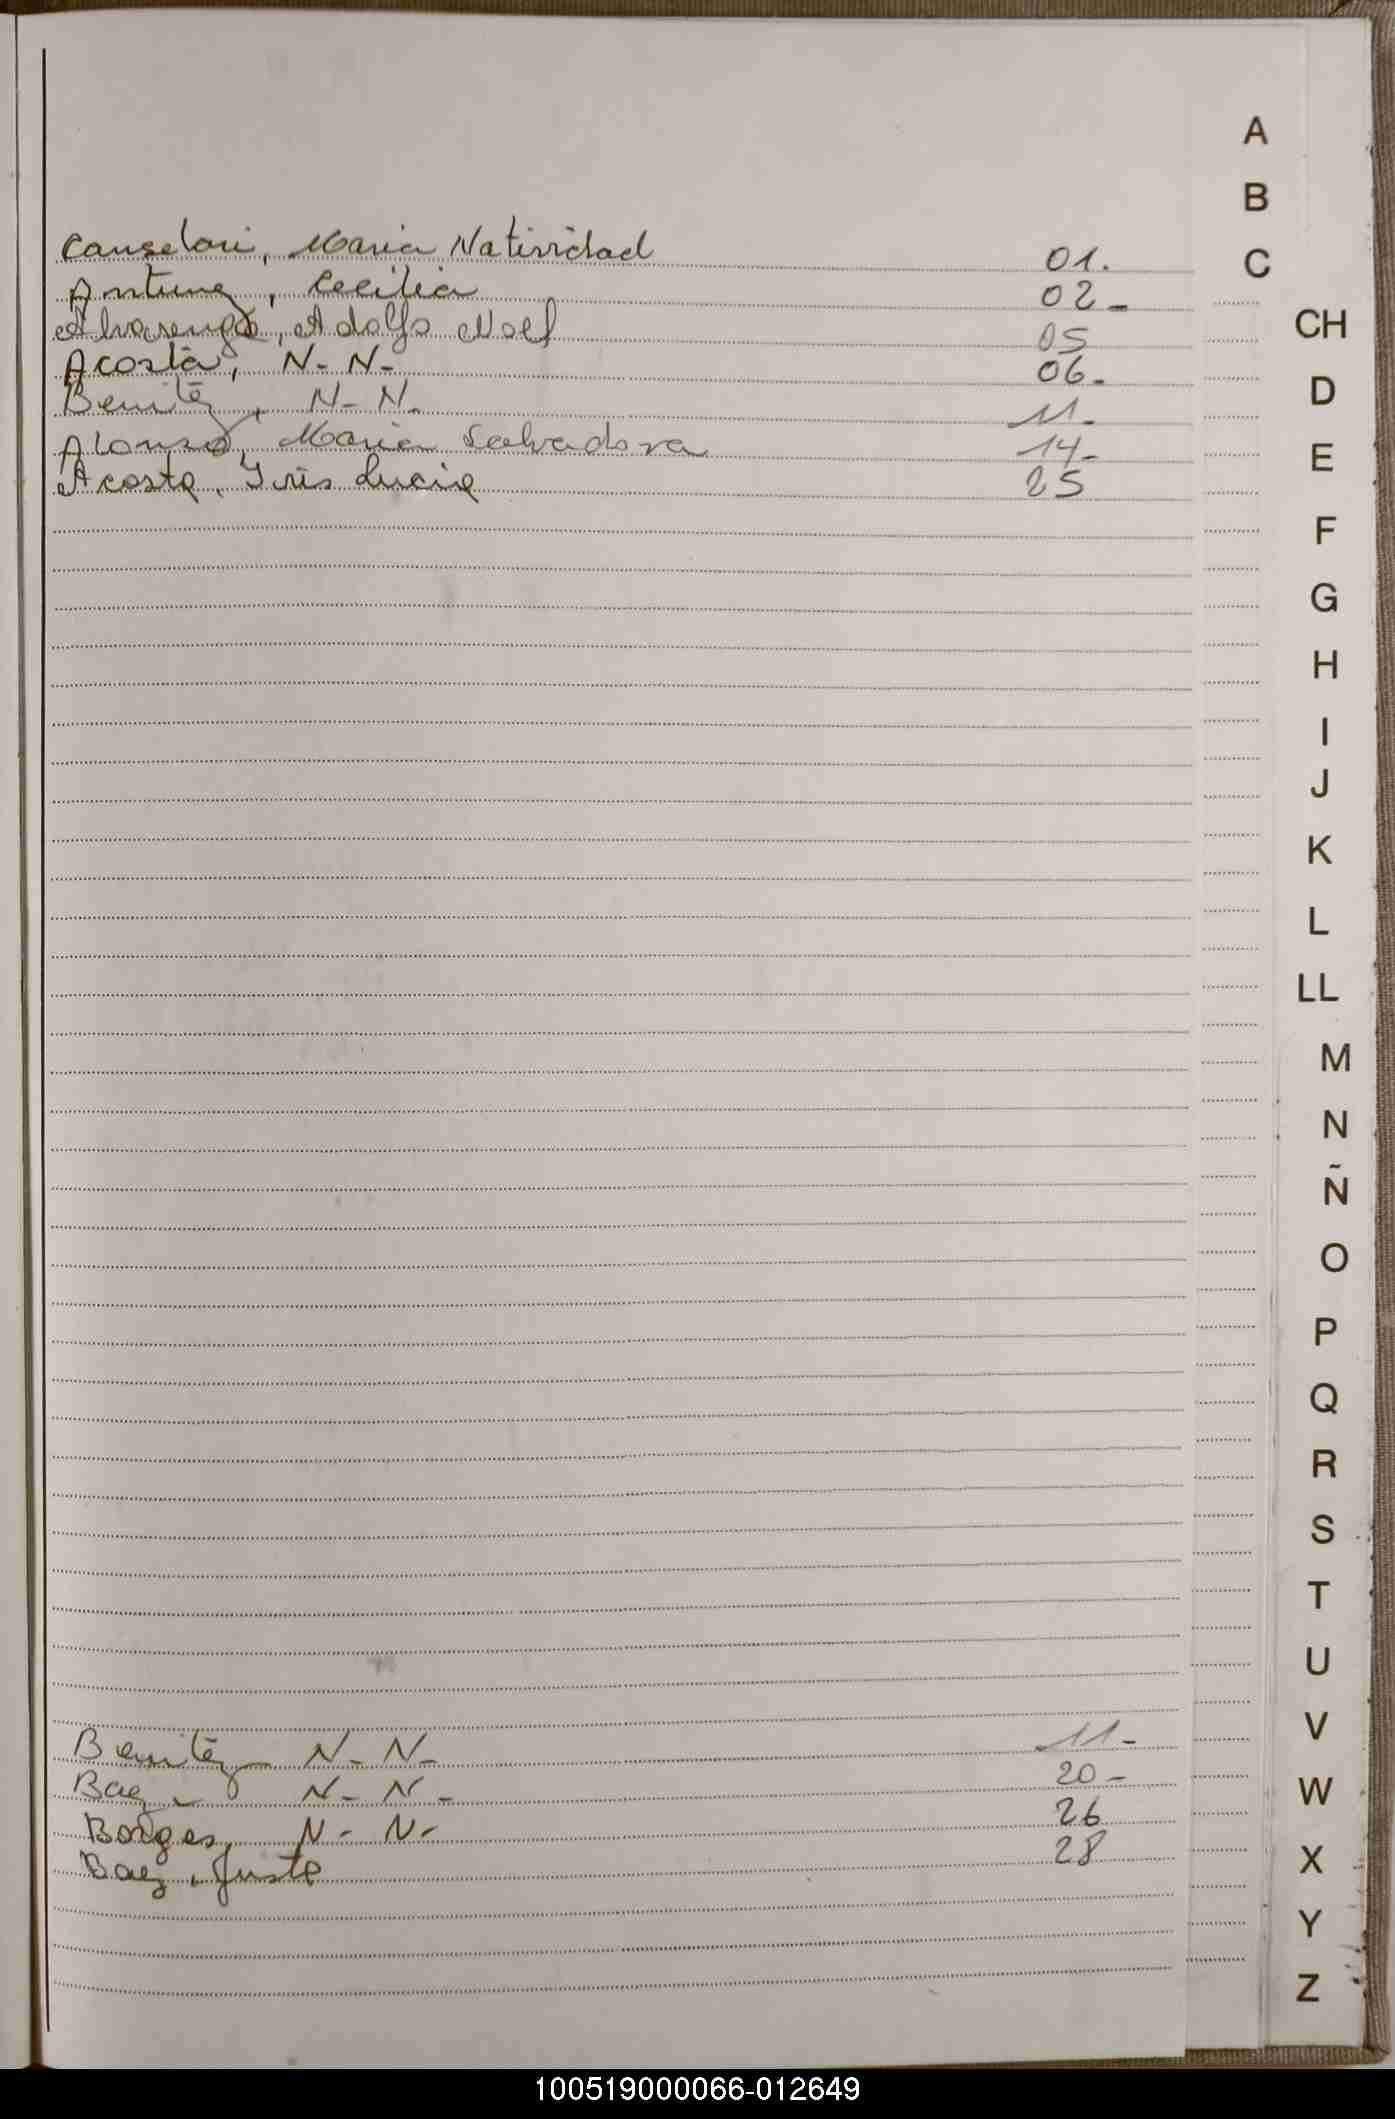 Canselari, Maria Natividad 01.
Antunez, Cecilia 02-
Alvarenga, Adolfo Noel 05
Acosta, N- N- 06-
Benitez, N- N. 11-
Alonso, Maria Salvadora 14-
Acosta, Iris Lucia 25
Benitez N- N- 11-
Baez, N- N- 20-
Borges, N- N- 26
Baez, Justo 28
A
B
C
CH
D
E
F
G
H
I
J
K
L
LL
M
N
Ñ
O
P
Q
R
S
T
U
V
W
X
Y
Z
100519000066-012649